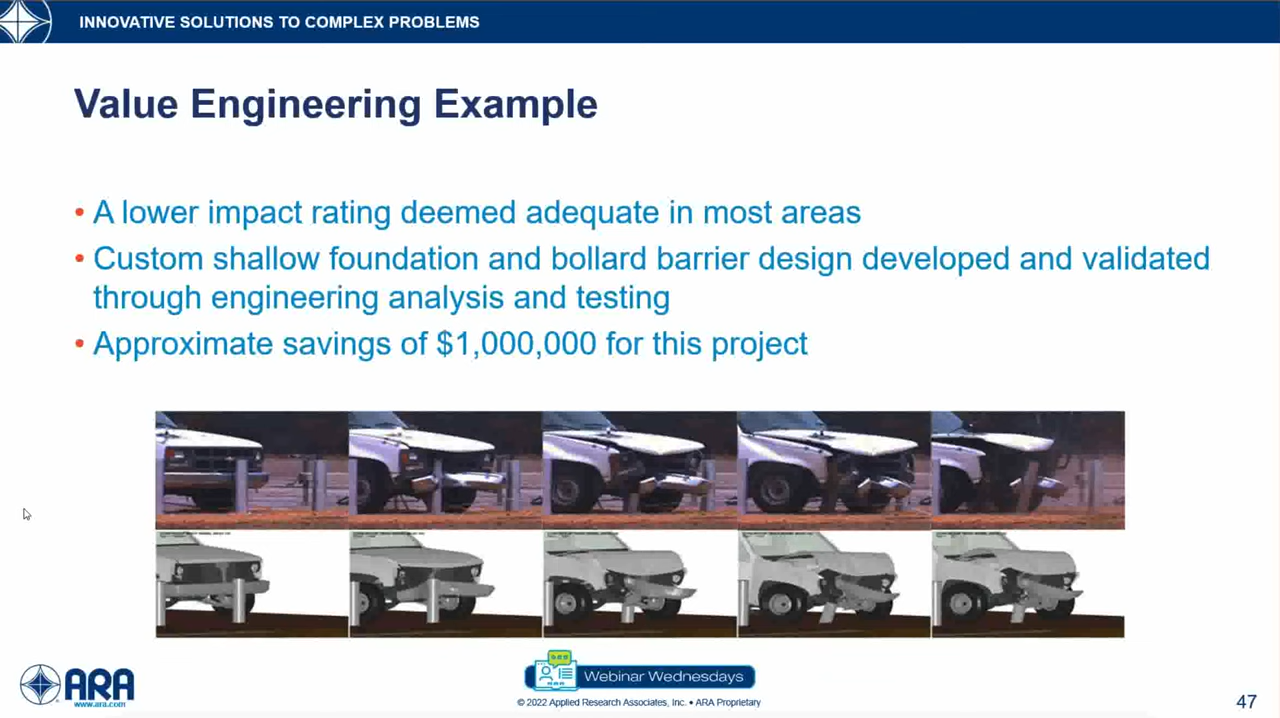 INNOVATIVE SOLUTIONS TO COMPLEX PROBLEMS
Value Engineering Example
• A lower impact rating deemed adequate in most areas
• Custom shallow foundation and bollard barrier design developed and validated
through engineering analysis and testing
• Approximate savings of $1,000,000 for this project
ARA
www.ara.com
Webinar Wednesdays
© 2022 Applied Research Associates, Inc. • ARA Proprietary
47